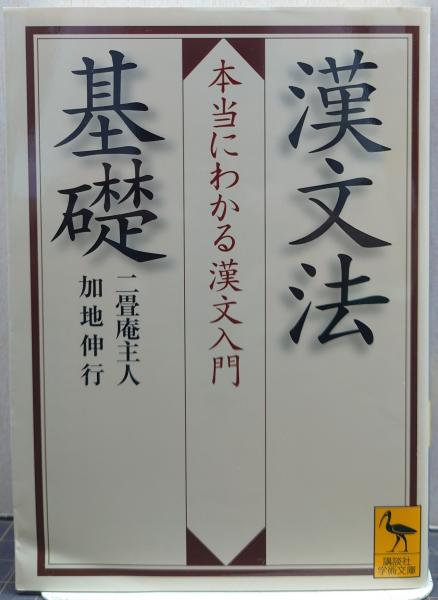 漢文法
基礎
本当にわかる漢文入門
二畳庵主人
加地伸行
講談社
学術文庫